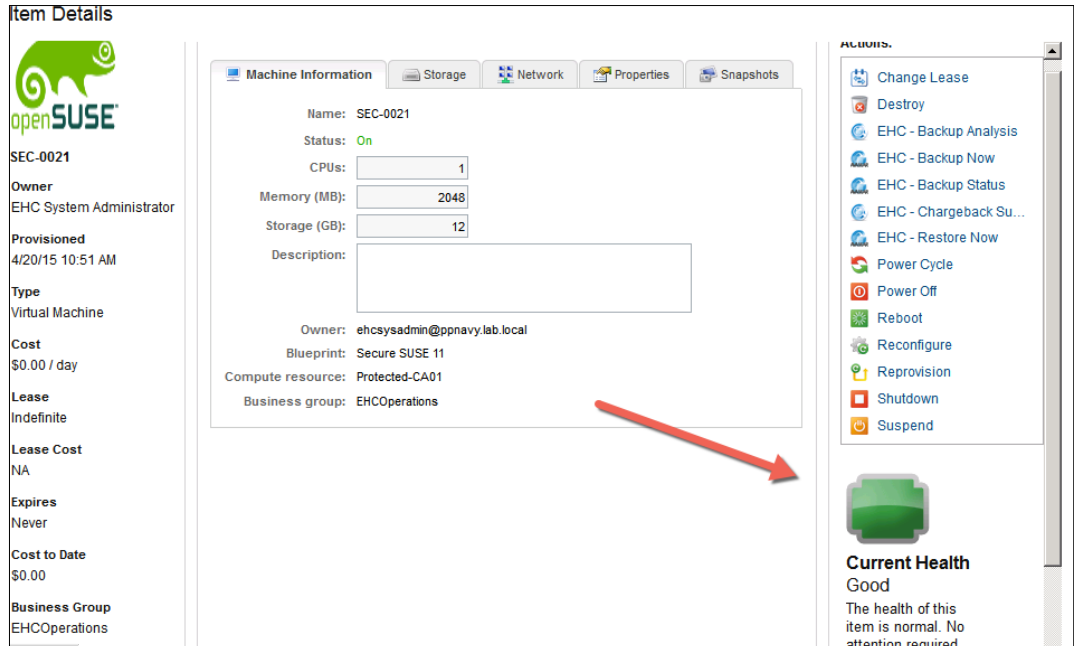 Item Details
openSUSE
SEC-0021
Owner
EHC System Administrator
Provisioned
4/20/15 10:51 AM
Type
Virtual Machine
Cost
$0.00 / day
Lease
Indefinite
Lease Cost
NA
Expires
Never
Cost to Date
$0.00
Business Group
EHCOperations
Machine Information
Storage
Network
Properties
Snapshots
Name: SEC-0021
Status: On
CPUs: 1
Memory (MB): 2048
Storage (GB): 12
Description:
Owner: ehcsysadmin@ppnavy.lab.local
Blueprint: Secure SUSE 11
Compute resource: Protected-CA01
Business group: EHCOperations
Actions:
Change Lease
Destroy
EHC - Backup Analysis
EHC - Backup Now
EHC - Backup Status
EHC - Chargeback Su...
EHC - Restore Now
Power Cycle
Power Off
Reboot
Reconfigure
Reprovision
Shutdown
Suspend
Current Health
Good
The health of this
item is normal. No
attention required